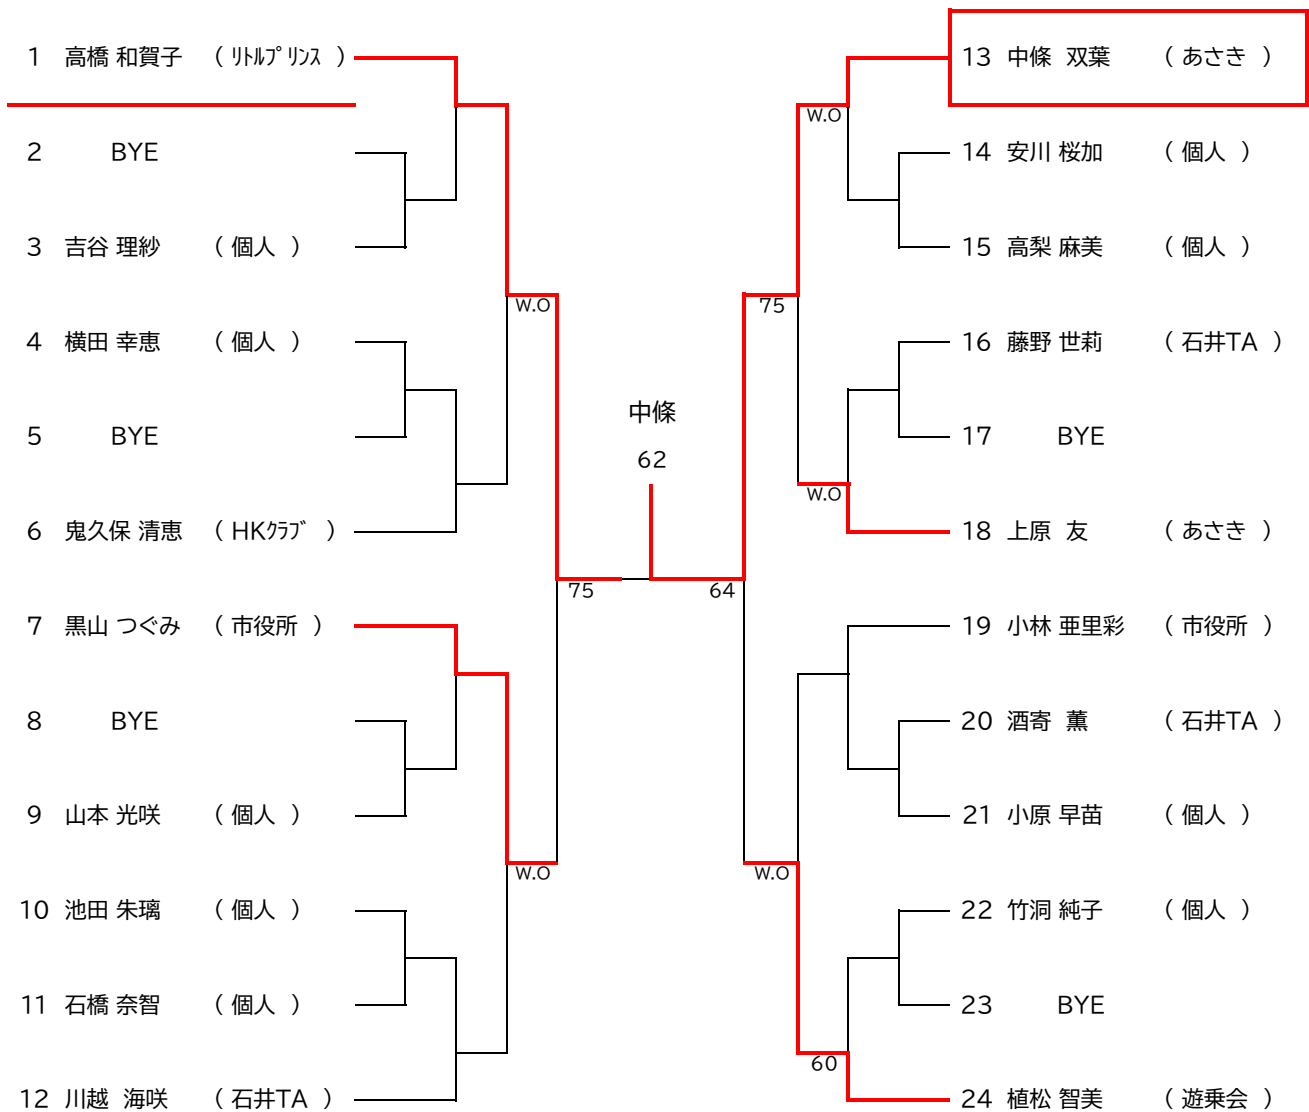 1 高橋 和賀子 （ ﾘﾄﾙﾌﾟﾘﾝｽ ）
2 BYE
3 吉谷 理紗 （ 個人 ）
4 横田 幸恵 （ 個人 ）
5 BYE
6 鬼久保 清恵 （ HKｸﾗﾌﾞ ）
7 黒山 つぐみ （ 市役所 ）
8 BYE
9 山本 光咲 （ 個人 ）
10 池田 朱璃 （ 個人 ）
11 石橋 奈智 （ 個人 ）
12 川越 海咲 （ 石井TA ）
W.O
W.O
75
中條
62
64
W.O
75
W.O
W.O
60
13 中條 双葉 （ あさき ）
14 安川 桜加 （ 個人 ）
15 高梨 麻美 （ 個人 ）
16 藤野 世莉 （ 石井TA ）
17 BYE
18 上原 友 （ あさき ）
19 小林 亜里彩 （ 市役所 ）
20 酒寄 薫 （ 石井TA ）
21 小原 早苗 （ 個人 ）
22 竹洞 純子 （ 個人 ）
23 BYE
24 植松 智美 （ 遊乗会 ）